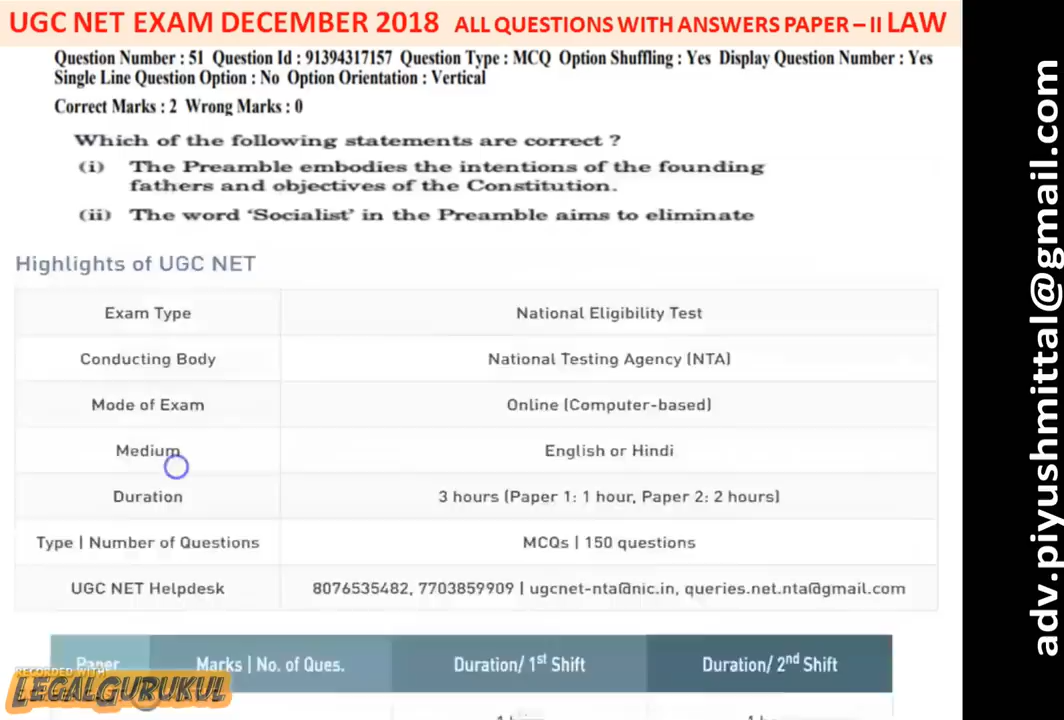 UGC NET EXAM DECEMBER 2018 ALL QUESTIONS WITH ANSWERS PAPER – II LAW
Question Number : 51 Question Id : 91394317157 Question Type : MCQ Option Shuffling : Yes Display Question Number : Yes
Single Line Question Option : No Option Orientation : Vertical
Correct Marks : 2 Wrong Marks : 0
Which of the following statements are correct ?
(i) The Preamble embodies the intentions of the founding
fathers and objectives of the Constitution.
(ii) The word ‘Socialist’ in the Preamble aims to eliminate
Highlights of UGC NET
Exam Type National Eligibility Test
Conducting Body National Testing Agency (NTA)
Mode of Exam Online (Computer-based)
Medium English or Hindi
Duration 3 hours (Paper 1: 1 hour, Paper 2: 2 hours)
Type | Number of Questions MCQs | 150 questions
UGC NET Helpdesk 8076535482, 7703859909 | ugcnet-nta@nic.in, queries.net.nta@gmail.com
Paper Marks | No. of Ques. Duration/ 1st Shift Duration/ 2nd Shift
RECORDED WITH
LEGALGURUKUL
adv.piyushmittal@gmail.com